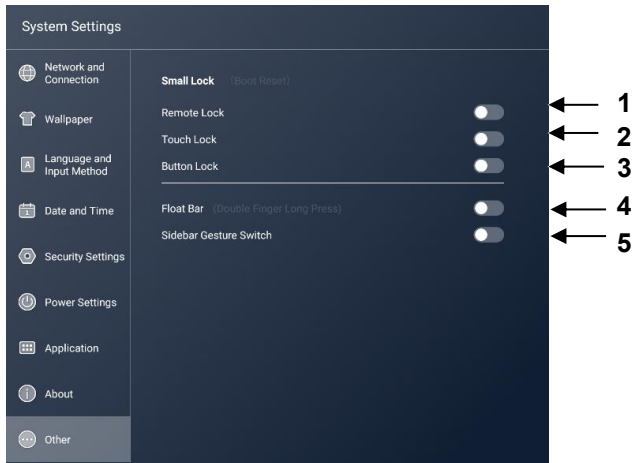 System Settings
Network and
Connection
Wallpaper
A
Language and
Input Method
1
Date and Time
Security Settings
Power Settings
Application
About
Other
Small Lock (Boot Reset)
Remote Lock
Touch Lock
Button Lock
Float Bar (Double Finger Long Press)
Sidebar Gesture Switch
1
2
3
4
5